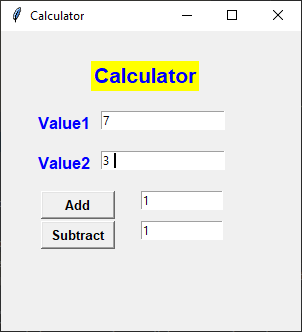 Calculator
Calculator
Value1 7
Value2 3
Add 1
Subtract 1